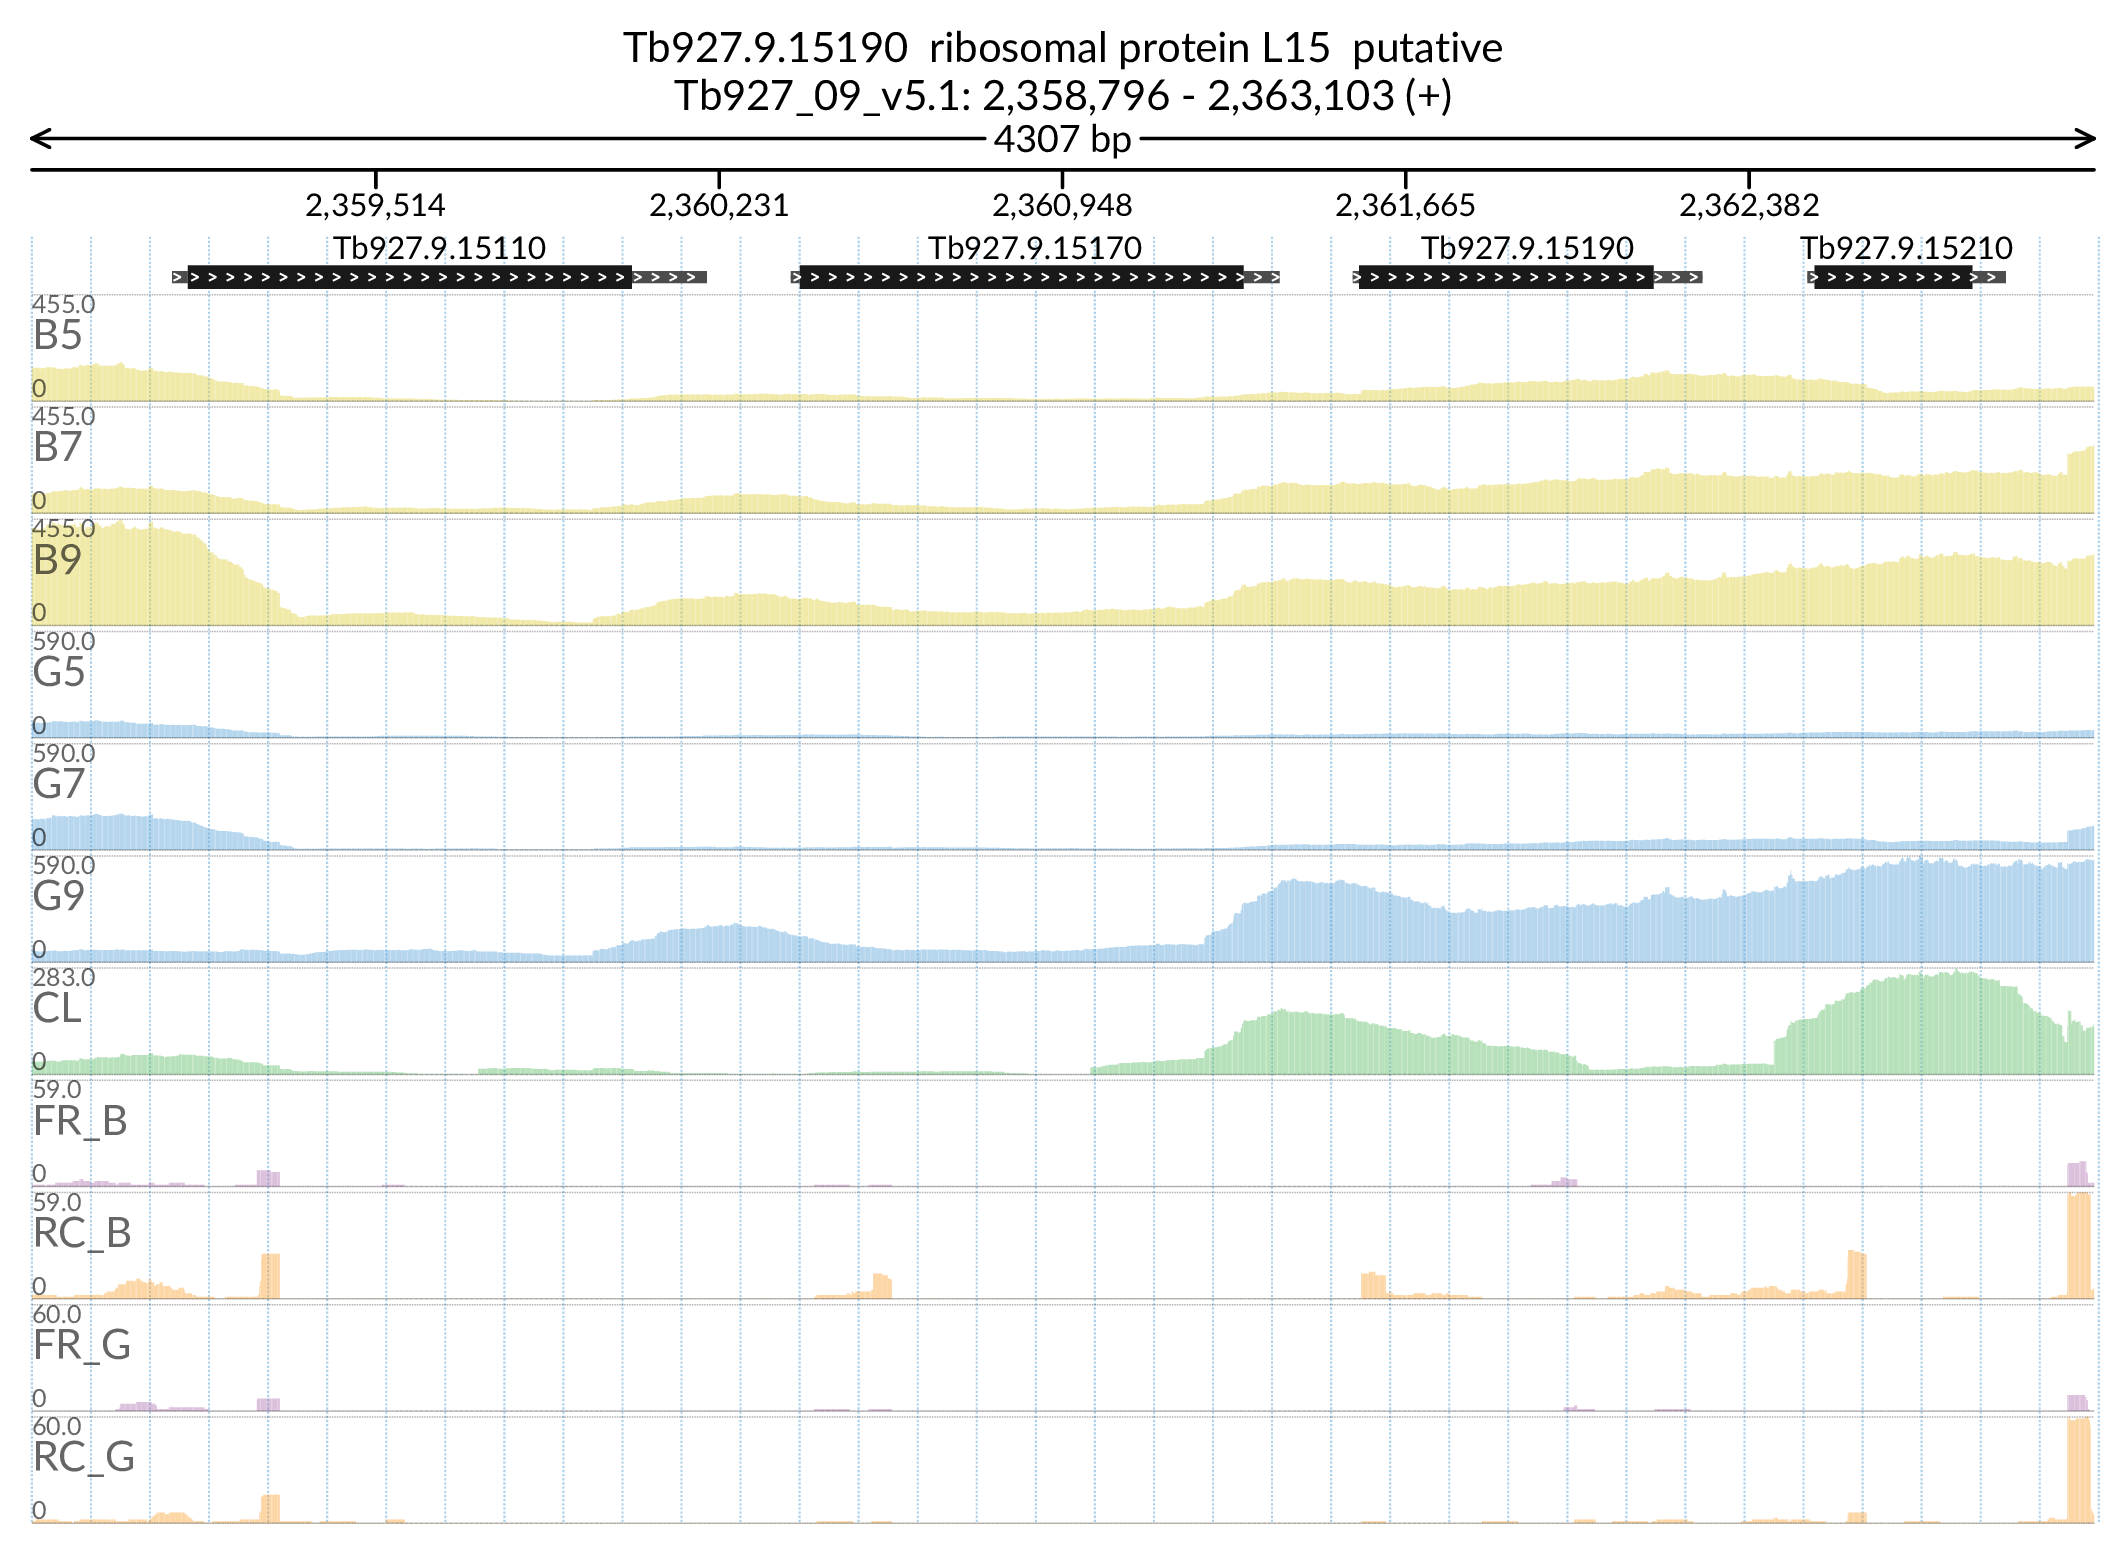 Tb927.9.15190  ribosomal protein L15  putative
Tb927_09_v5.1: 2,358,796 - 2,363,103 (+)
4307 bp
2,359,514 2,360,231 2,360,948 2,361,665 2,362,382
Tb927.9.15110 Tb927.9.15170 Tb927.9.15190 Tb927.9.15210
455.0
B5
0
455.0
B7
0
455.0
B9
0
590.0
G5
0
590.0
G7
0
590.0
G9
0
283.0
CL
0
59.0
FR_B
0
59.0
RC_B
0
60.0
FR_G
0
60.0
RC_G
0